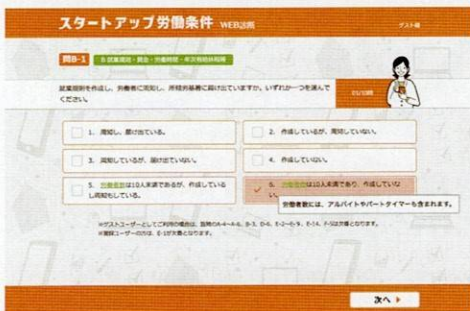 スタートアップ労働条件 WEB診断
ゲスト様
問B-1 B.就業規則・賃金・労働時間・年次有給休暇等
就業規則を作成し、労働者に周知し、所轄労基署に届け出ていますか。いずれか一つを選んで
ください。
1. 周知し、届け出ている。
2. 作成しているが、周知していない。
3. 周知しているが、届け出ていない。
4. 作成していない。
5. 労働者数は10人未満であるが、作成している
し周知もしている。
6. 労働者数は10人未満であり、作成していな
い。
労働者数には、アルバイトやパートタイマーも含まれます。
次へ